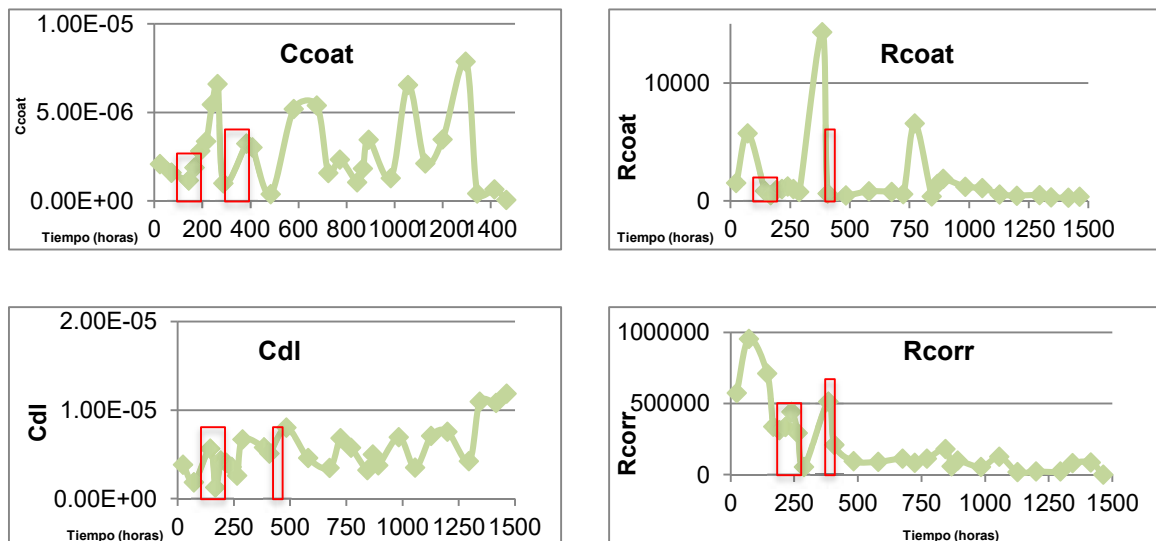 Ccoat
Ccoat
1.00E-05
5.00E-06
0.00E+00
0 200 400 600 800 1000 1200 1400
Tiempo (horas)
Rcoat
Rcoat
10000
0
0 250 500 750 1000 1250 1500
Tiempo (horas)
Cdl
Cdl
2.00E-05
1.00E-05
0.00E+00
0 250 500 750 1000 1250 1500
Tiempo (horas)
Rcorr
Rcorr
1000000
500000
0
0 250 500 750 1000 1250 1500
Tiempo (horas)